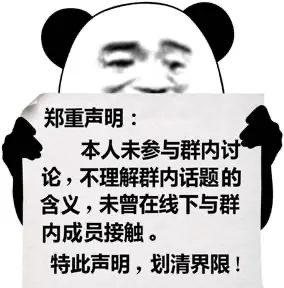 郑重声明：
本人未参与群内讨
论，不理解群内话题的
含义，未曾在线下与群
内成员接触。
特此声明，划清界限！